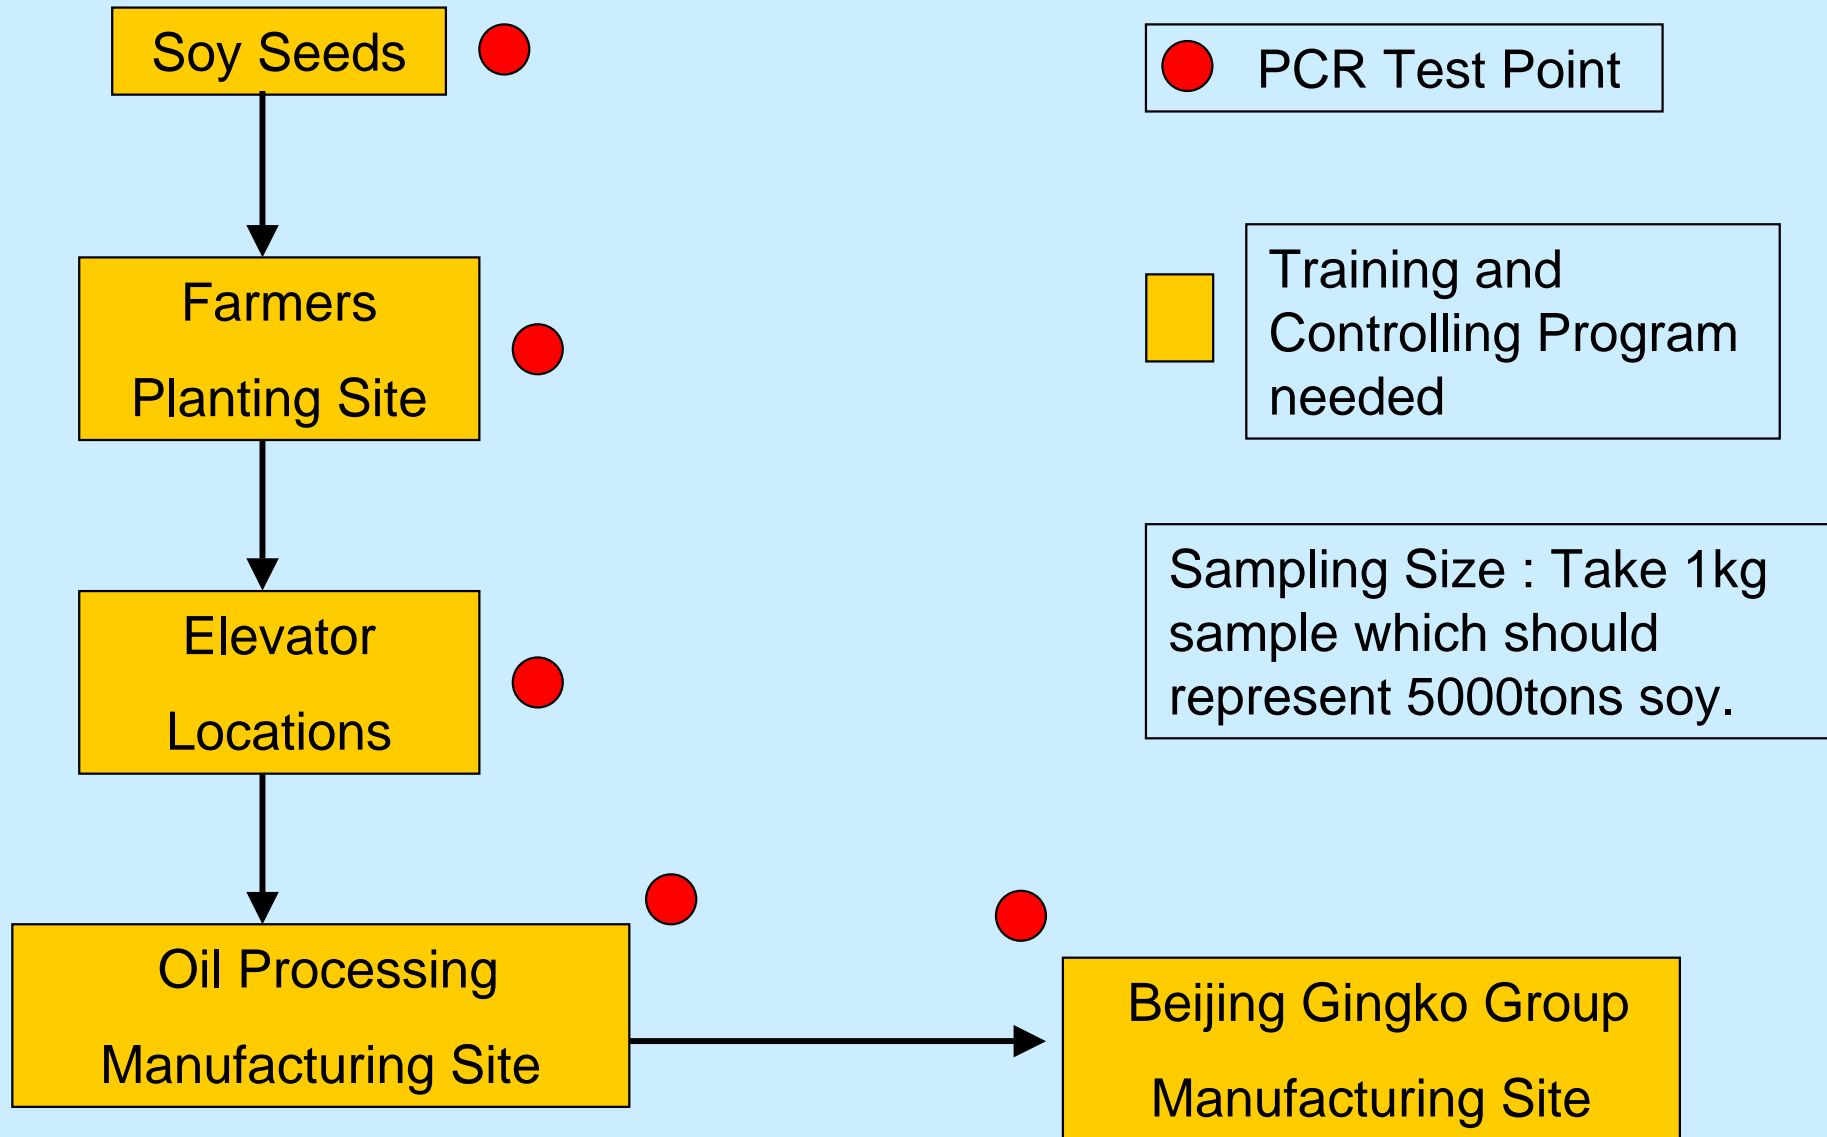 Soy Seeds
PCR Test Point
Farmers
Planting Site
Training and
Controlling Program
needed
Elevator
Locations
Sampling Size : Take 1kg
sample which should
represent 5000tons soy.
Oil Processing
Manufacturing Site
Beijing Gingko Group
Manufacturing Site